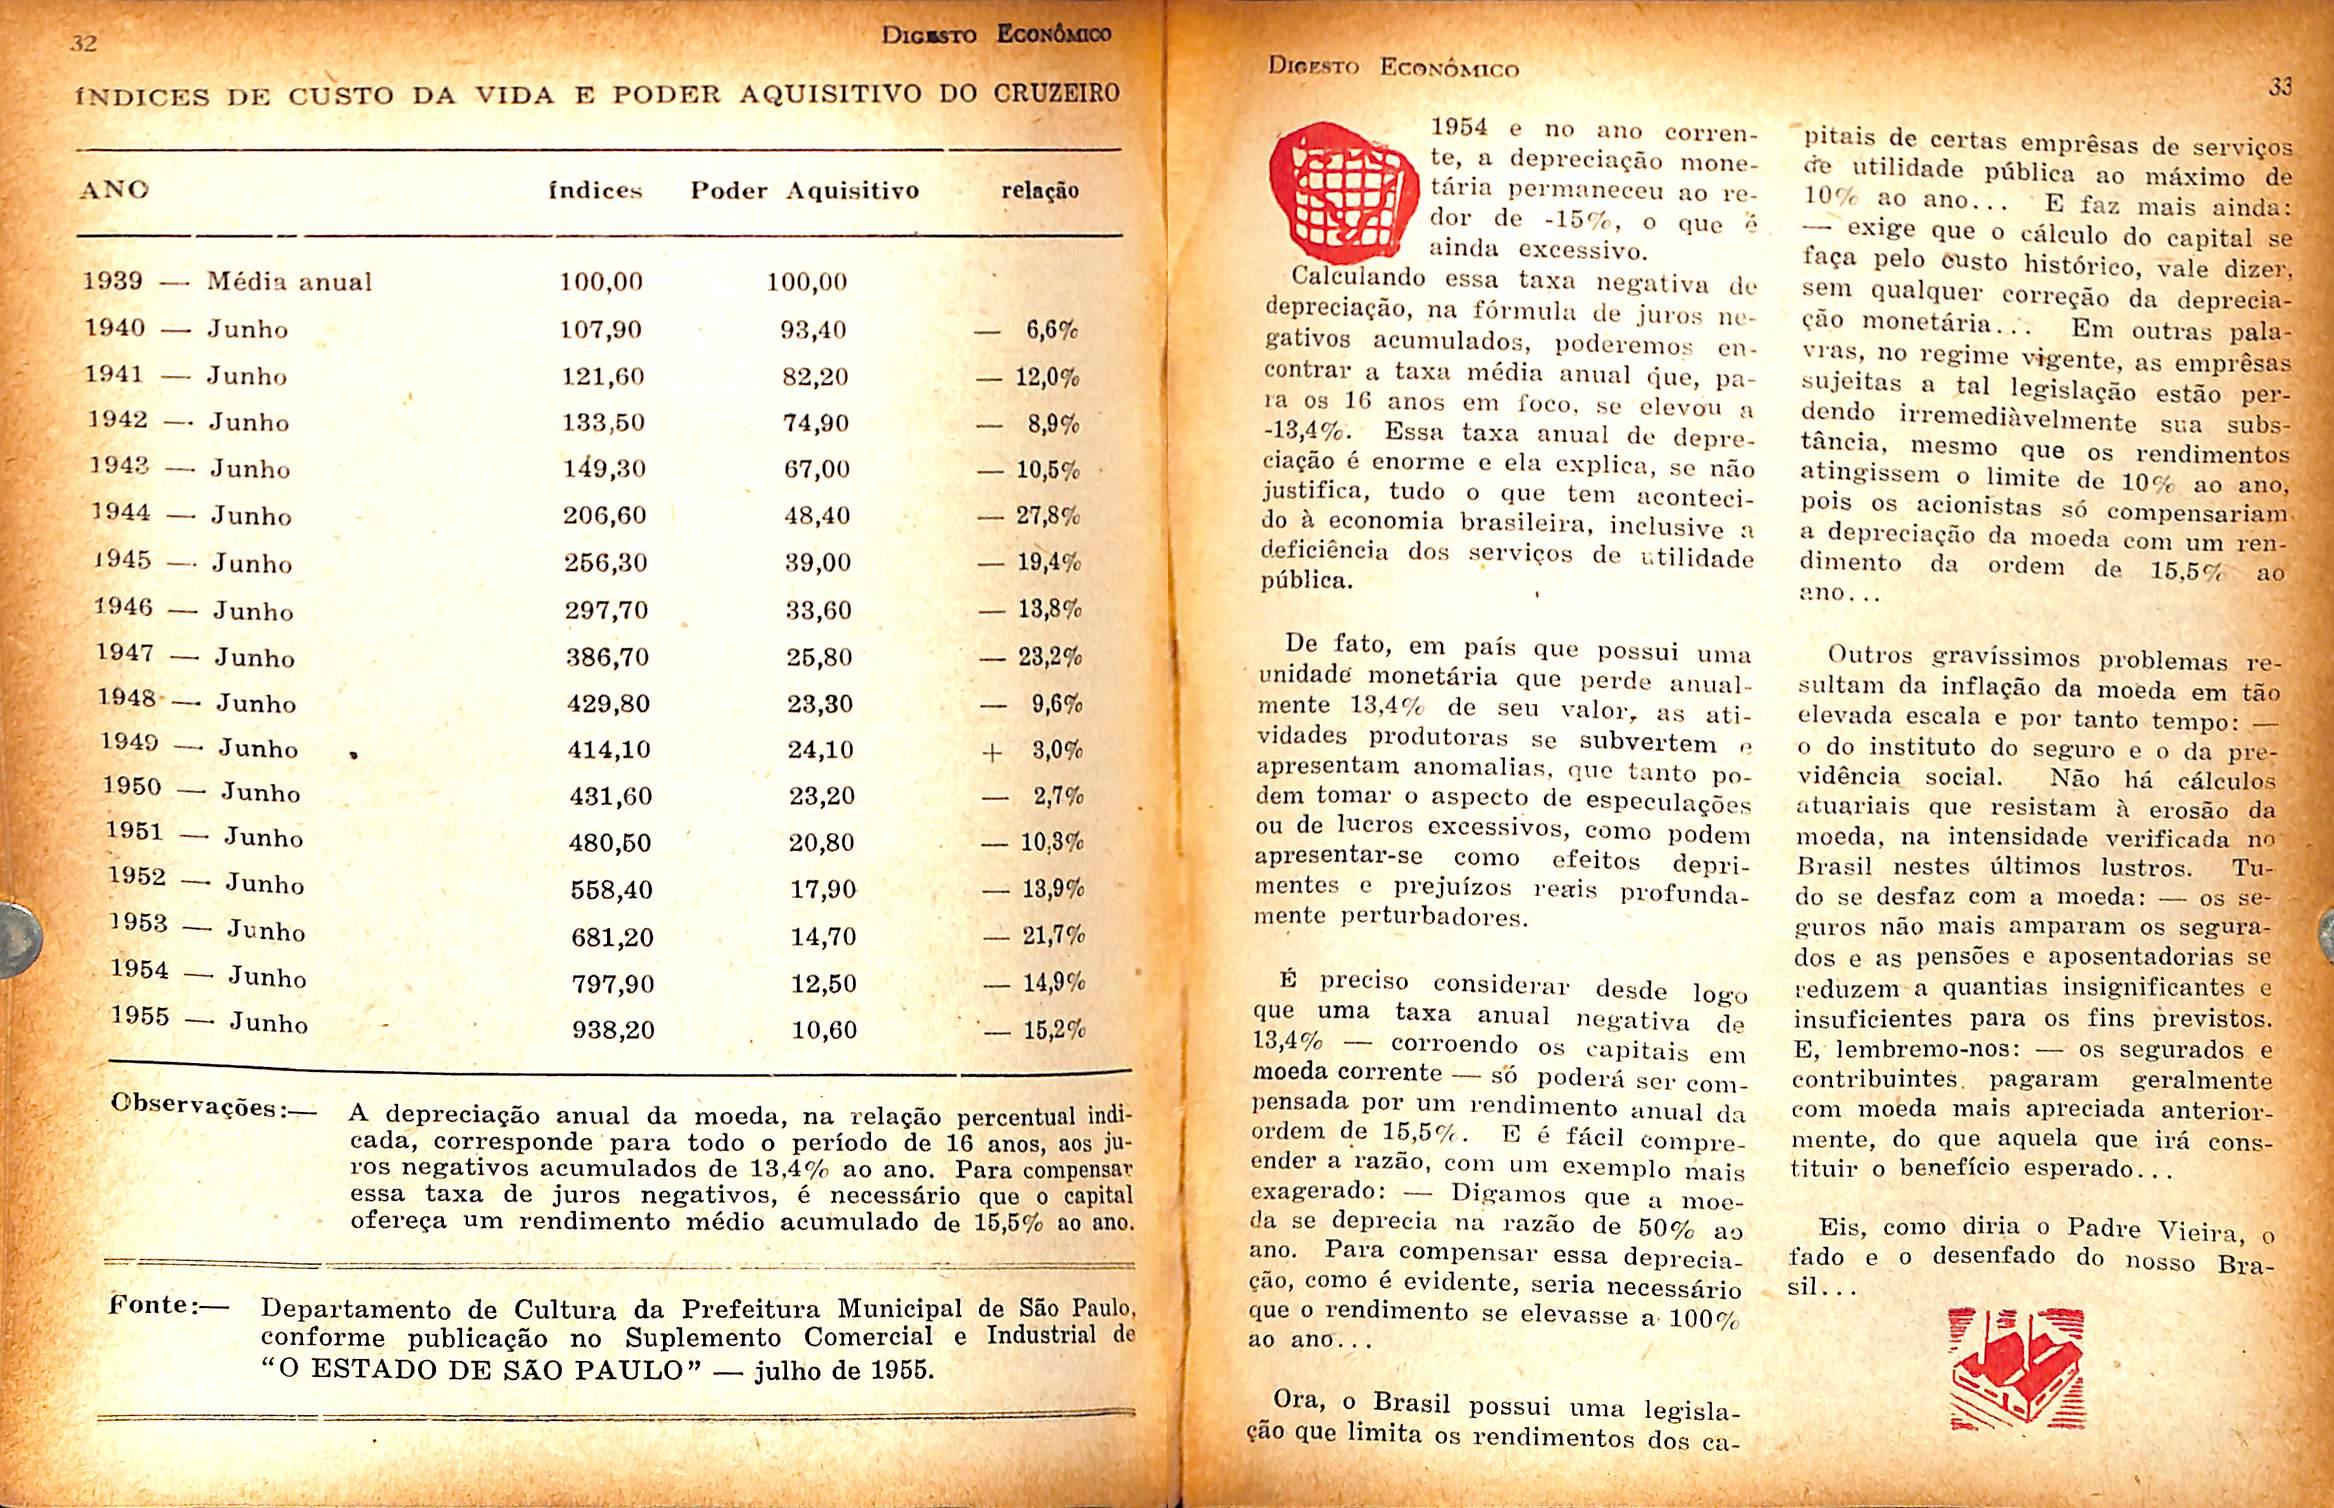 32 DIGESTO ECONÔMICO
ÍNDICES DE CUSTO DA VIDA E PODER AQUISITIVO DO CRUZEIRO
ANO índices Poder Aquisitivo relação
1939 — Média anual 100,00 100,00
1940 — Junho 107,90 93,40 — 6,6%
1941 — Junho 121,60 82,20 — 12,0%
1942 — Junho 133,50 74,90 — 8,9%
1943 — Junho 149,30 67,00 — 10,5%
1944 — Junho 206,60 48,40 — 27,8%
1945 — Junho 256,30 39,00 — 19,4%
1946 — Junho 297,70 33,60 — 13,8%
1947 — Junho 386,70 25,80 — 23,2%
1948 — Junho 429,80 23,30 — 9,6%
1949 — Junho 414,10 24,10 + 3,0%
1950 — Junho 431,60 23,20 — 2,7%
1951 — Junho 480,50 20,80 — 10,3%
1952 — Junho 558,40 17,90 — 13,9%
1953 — Junho 681,20 14,70 — 21,7%
1954 — Junho 797,90 12,50 — 14,9%
1955 — Junho 938,20 10,60 — 15,2%
Observações:— A depreciação anual da moeda, na relação percentual indi-
cada, corresponde para todo o período de 16 anos, aos ju-
ros negativos acumulados de 13,4% ao ano. Para compensar
essa taxa de juros negativos, é necessário que o capital
ofereça um rendimento médio acumulado de 15,5% ao ano.
Fonte:— Departamento de Cultura da Prefeitura Municipal de São Paulo,
conforme publicação no Suplemento Comercial e Industrial de
"O ESTADO DE SÃO PAULO" — julho de 1955.
DIGESTO ECONÔMICO 33
1954 e no ano corren-
te, a depreciação mone-
tária permaneceu ao re-
dor de -15%, o que é
ainda excessivo.
Calculando essa taxa negativa de
depreciação, na fórmula de juros ne-
gativos acumulados, poderemos en-
contrar a taxa média anual que, pa-
ra os 16 anos em foco, se elevou a
-13,4%. Essa taxa anual de depre-
ciação é enorme e ela explica, se não
justifica, tudo o que tem aconteci-
do à economia brasileira, inclusive a
deficiência dos serviços de utilidade
pública.
De fato, em país que possui uma
unidade monetária que perde anual-
mente 13,4% de seu valor, as ati-
vidades produtoras se subvertem e
apresentam anomalias, que tanto po-
dem tomar o aspecto de especulações
ou de lucros excessivos, como podem
apresentar-se como efeitos depri-
mentes e prejuízos reais profunda-
mente perturbadores.
É preciso considerar desde logo
que uma taxa anual negativa de
13,4% — corroendo os capitais em
moeda corrente — só poderá ser com-
pensada por um rendimento anual da
ordem de 15,5%. E é fácil compre-
ender a razão, com um exemplo mais
exagerado: — Digamos que a moe-
da se deprecia na razão de 50% ao
ano. Para compensar essa deprecia-
ção, como é evidente, seria necessário
que o rendimento se elevasse a 100%
ao ano...
Ora, o Brasil possui uma legisla-
ção que limita os rendimentos dos ca-
pitais de certas emprêsas de serviços
de utilidade pública ao máximo de
10% ao ano... E faz mais ainda:
— exige que o cálculo do capital se
faça pelo custo histórico, vale dizer,
sem qualquer correção da deprecia-
ção monetária... Em outras pala-
vras, no regime vigente, as emprêsas
sujeitas a tal legislação estão per-
dendo irremediàvelmente sua subs-
tância, mesmo que os rendimentos
atingissem o limite de 10% ao ano,
pois os acionistas só compensariam
a depreciação da moeda com um ren-
dimento da ordem de 15,5% ao
ano...
Outros gravíssimos problemas re-
sultam da inflação da moeda em tão
elevada escala e por tanto tempo: —
o do instituto do seguro e o da pre-
vidência social. Não há cálculos
atuariais que resistam à erosão da
moeda, na intensidade verificada no
Brasil nestes últimos lustros. Tu-
do se desfaz com a moeda: — os se-
guros não mais amparam os segura-
dos e as pensões e aposentadorias se
reduzem a quantias insignificantes e
insuficientes para os fins previstos.
E, lembremo-nos: — os segurados e
contribuintes pagaram geralmente
com moeda mais apreciada anterior-
mente, do que aquela que irá cons-
tituir o benefício esperado...
Eis, como diria o Padre Vieira, o
fado e o desenfado do nosso Bra-
sil...